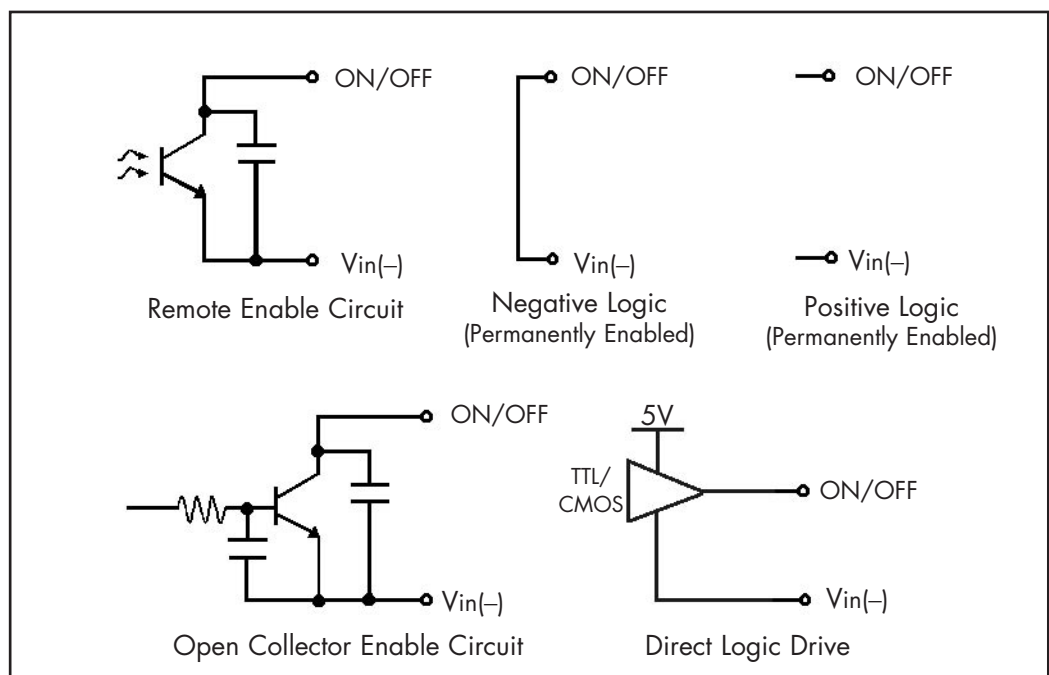 ON/OFF
Vin(–)
Remote Enable Circuit
ON/OFF
Vin(–)
Negative Logic
(Permanently Enabled)
ON/OFF
Vin(–)
Positive Logic
(Permanently Enabled)
ON/OFF
Vin(–)
Open Collector Enable Circuit
5V
TTL/
CMOS
ON/OFF
Vin(–)
Direct Logic Drive